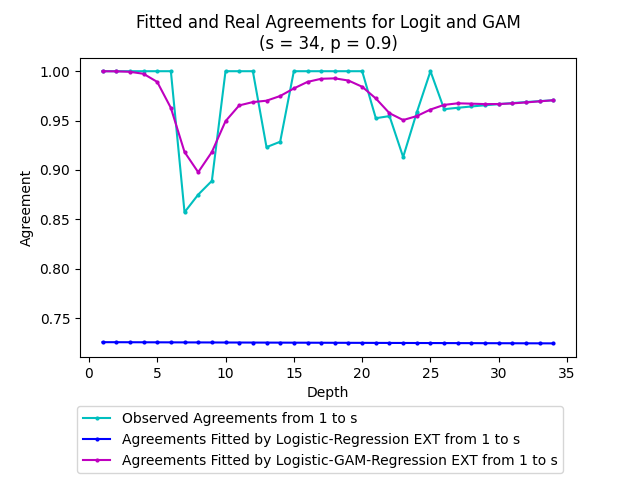 Fitted and Real Agreements for Logit and GAM
(s = 34, p = 0.9)
1.00
0.95
0.90
0.85
0.80
0.75
Agreement
0 5 10 15 20 25 30 35
Depth
Observed Agreements from 1 to s
Agreements Fitted by Logistic-Regression EXT from 1 to s
Agreements Fitted by Logistic-GAM-Regression EXT from 1 to s